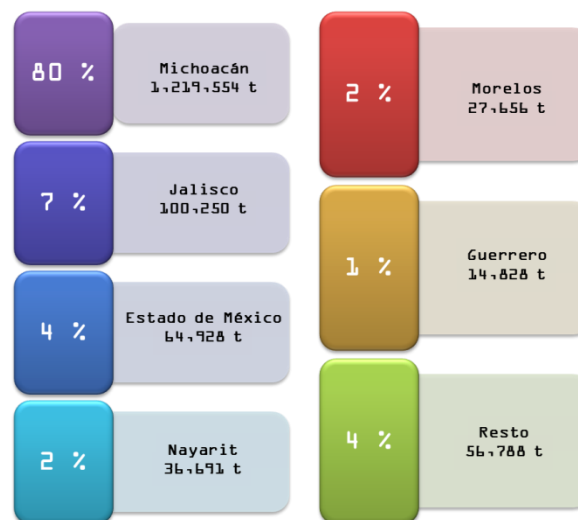 80 %
Michoacán
1,219,554 t
7 %
Jalisco
100,250 t
4 %
Estado de México
64,928 t
2 %
Nayarit
36,691 t
2 %
Morelos
27,656 t
1 %
Guerrero
14,828 t
4 %
Resto
56,788 t